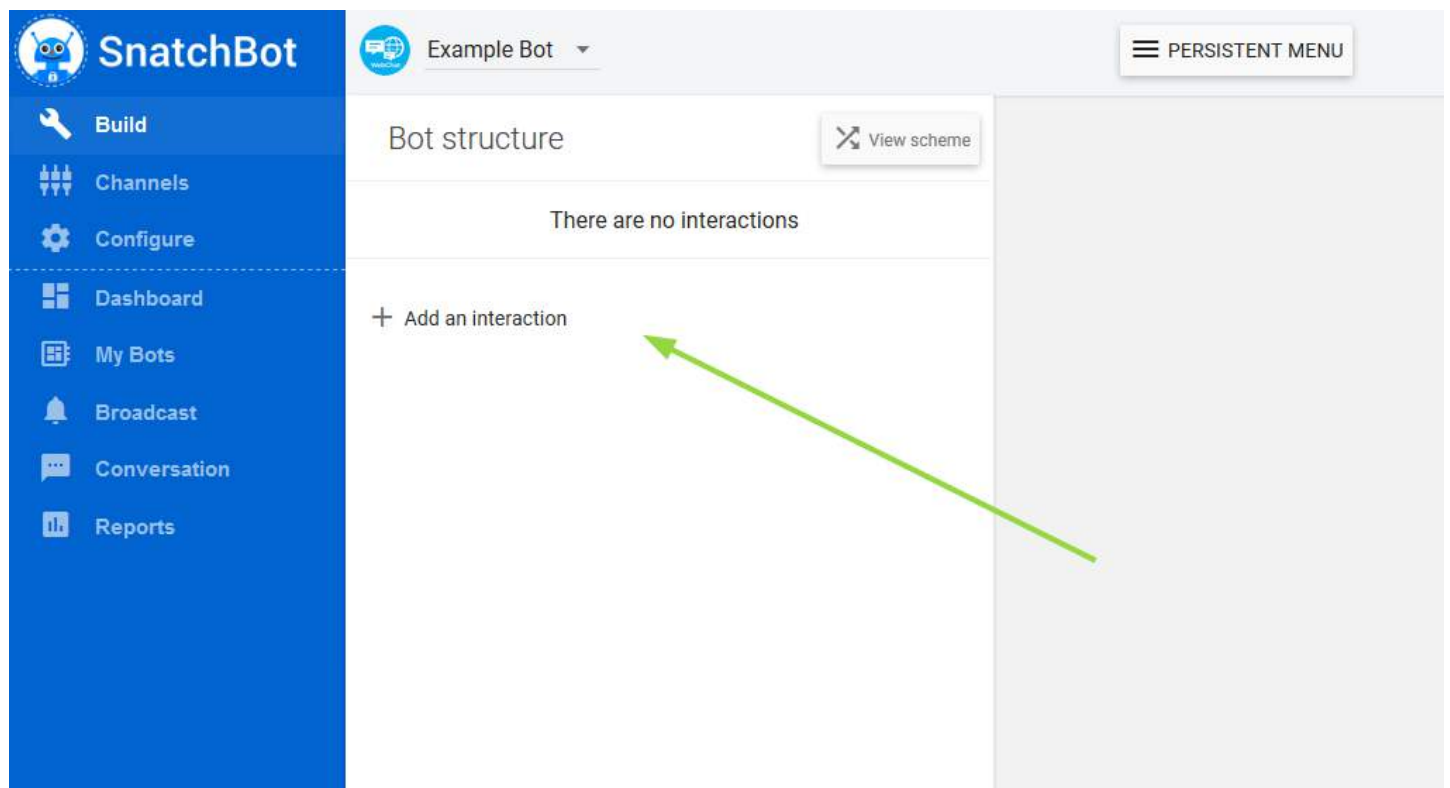 SnatchBot
Example Bot
PERSISTENT MENU
Build
Channels
Configure
Dashboard
My Bots
Broadcast
Conversation
Reports
Bot structure
View scheme
There are no interactions
+ Add an interaction
WebChat